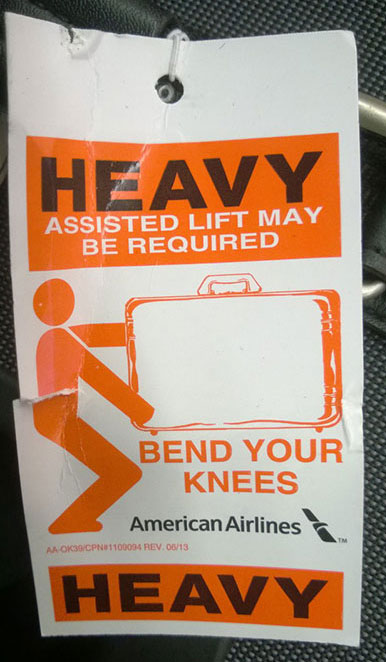 HEAVY
ASSISTED LIFT MAY
BE REQUIRED
BEND YOUR
KNEES
American Airlines
TM
AA-OK39/CPN#1109094 REV. 06/13
HEAVY